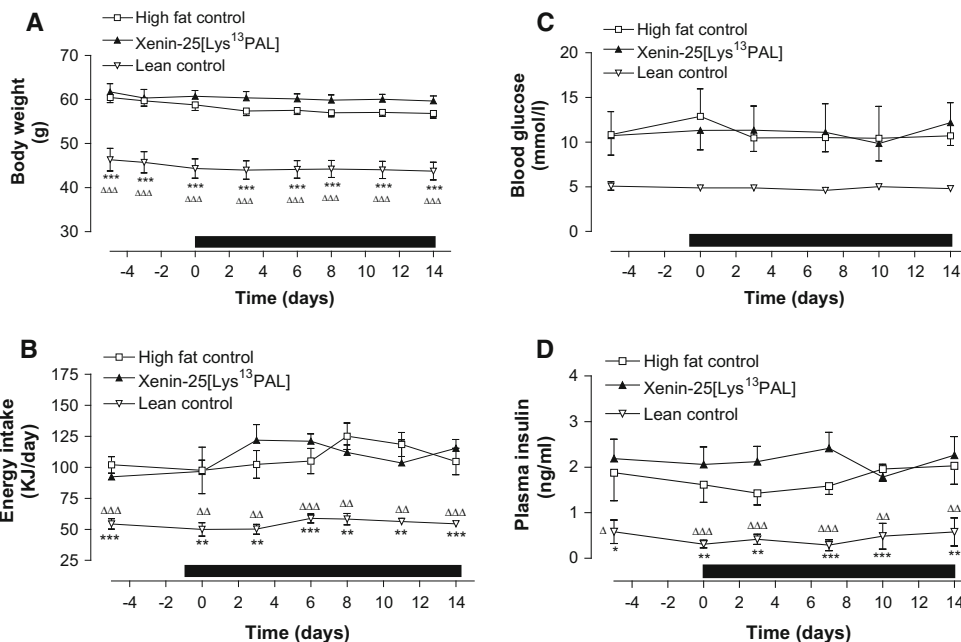 A
High fat control
Xenin-25[Lys13PAL]
Lean control
Body weight
(g)
70
60
50
40
30
*** *** *** *** *** *** *** ***
ΔΔΔ ΔΔΔ ΔΔΔ ΔΔΔ ΔΔΔ ΔΔΔ ΔΔΔ ΔΔΔ
-4 -2 0 2 4 6 8 10 12 14
Time (days)
C
High fat control
Xenin-25[Lys13PAL]
Lean control
Blood glucose
(mmol/l)
20
15
10
5
0
-4 -2 0 2 4 6 8 10 12 14
Time (days)
B
High fat control
Xenin-25[Lys13PAL]
Lean control
Energy intake
(KJ/day)
175
150
125
100
75
50
25
ΔΔΔ ΔΔ ΔΔ ΔΔΔ ΔΔ ΔΔ ΔΔΔ
*** ** ** *** ** ** ***
-4 -2 0 2 4 6 8 10 12 14
Time (days)
D
High fat control
Xenin-25[Lys13PAL]
Lean control
Plasma insulin
(ng/ml)
4
3
2
1
0
Δ ΔΔΔ ΔΔΔ ΔΔΔ ΔΔ ΔΔ
* ** ** *** *** **
-4 -2 0 2 4 6 8 10 12 14
Time (days)